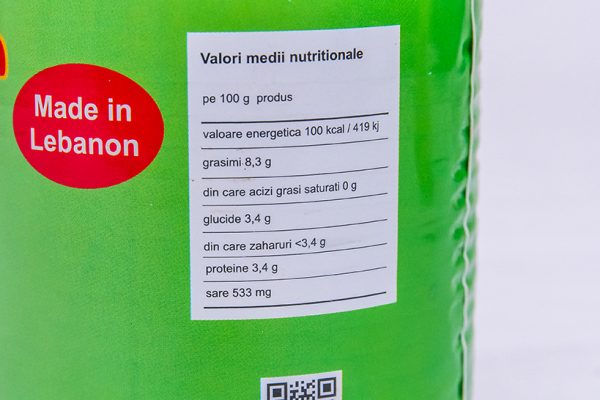 Made in
Lebanon
Valori medii nutritionale
pe 100 g produs
valoare energetica 100 kcal / 419 kj
grasimi 8,3 g
din care acizi grasi saturati 0 g
glucide 3,4 g
din care zaharuri <3,4 g
proteine 3,4 g
sare 533 mg